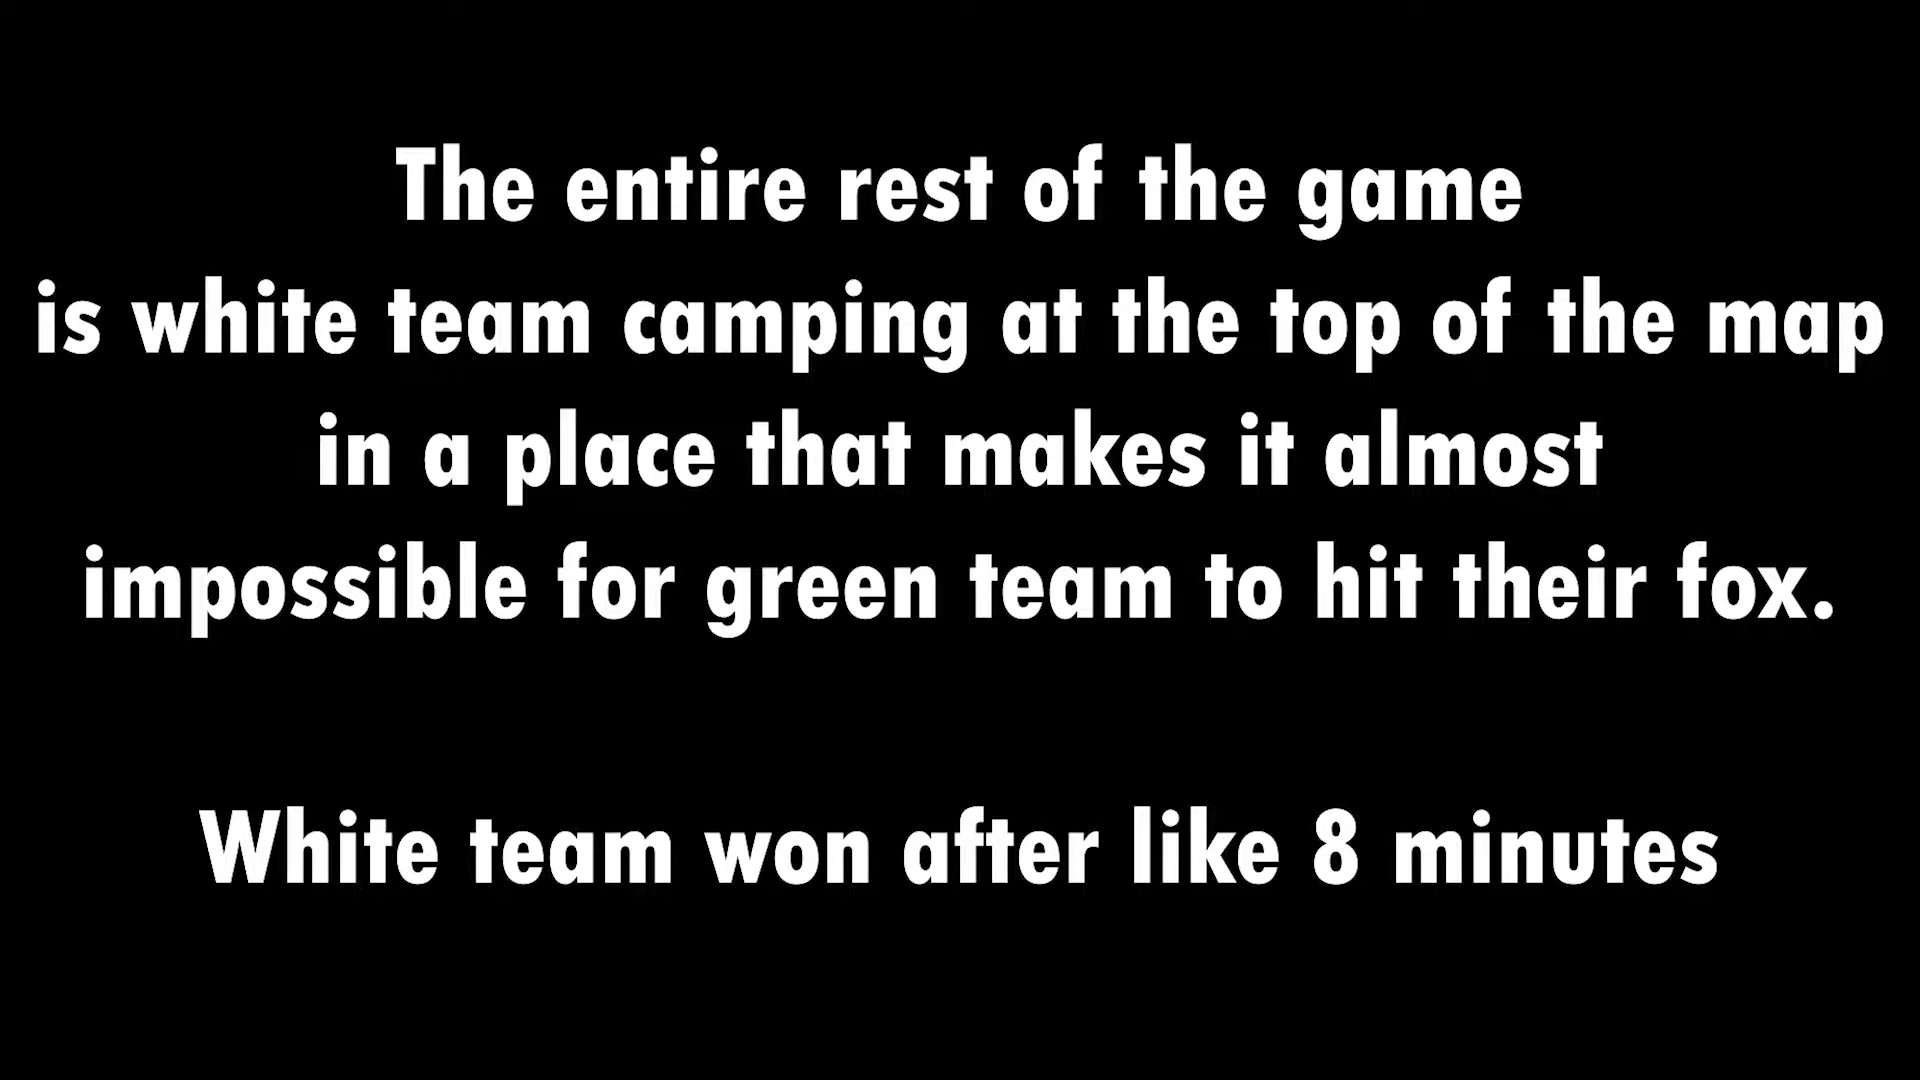 The entire rest of the game
is white team camping at the top of the map
in a place that makes it almost
impossible for green team to hit their fox.
White team won after like 8 minutes